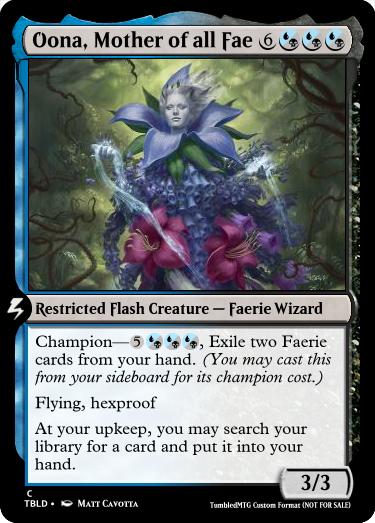 Oona, Mother of all Fae 6
Restricted Flash Creature — Faerie Wizard
Champion—5, Exile two Faerie
cards from your hand. (You may cast this
from your sideboard for its champion cost.)
Flying, hexproof
At your upkeep, you may search your
library for a card and put it into your
hand.
3/3
C
TBLD • Matt Cavotta
TumbledMTG Custom Format (NOT FOR SALE)